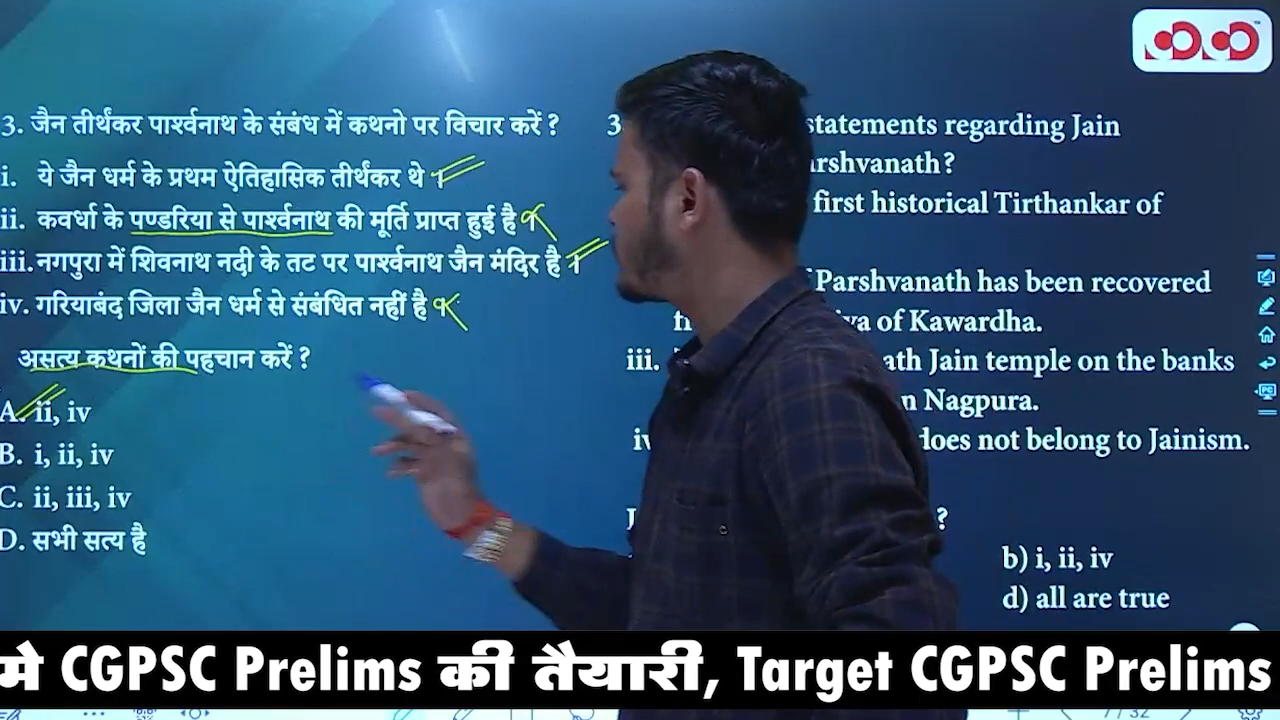 3. जैन तीर्थंकर पार्श्वनाथ के संबंध में कथनो पर विचार करें ?
i. ये जैन धर्म के प्रथम ऐतिहासिक तीर्थंकर थे ।
ii. कवर्धा के पण्डरिया से पार्श्वनाथ की मूर्ति प्राप्त हुई है
iii. नगपुरा में शिवनाथ नदी के तट पर पार्श्वनाथ जैन मंदिर है ।
iv. गरियाबंद जिला जैन धर्म से संबंधित नहीं है
असत्य कथनों की पहचान करें ?
A. ii, iv
B. i, ii, iv
C. ii, iii, iv
D. सभी सत्य है
3
statements regarding Jain
?
first historical Tirthankar of
Parshvanath has been recovered
of Kawardha.
iii. Jain temple on the banks
Nagpura.
does not belong to Jainism.
?
b) i, ii, iv
d) all are true
मे CGPSC Prelims की तैयारी, Target CGPSC Prelims
7 / 32